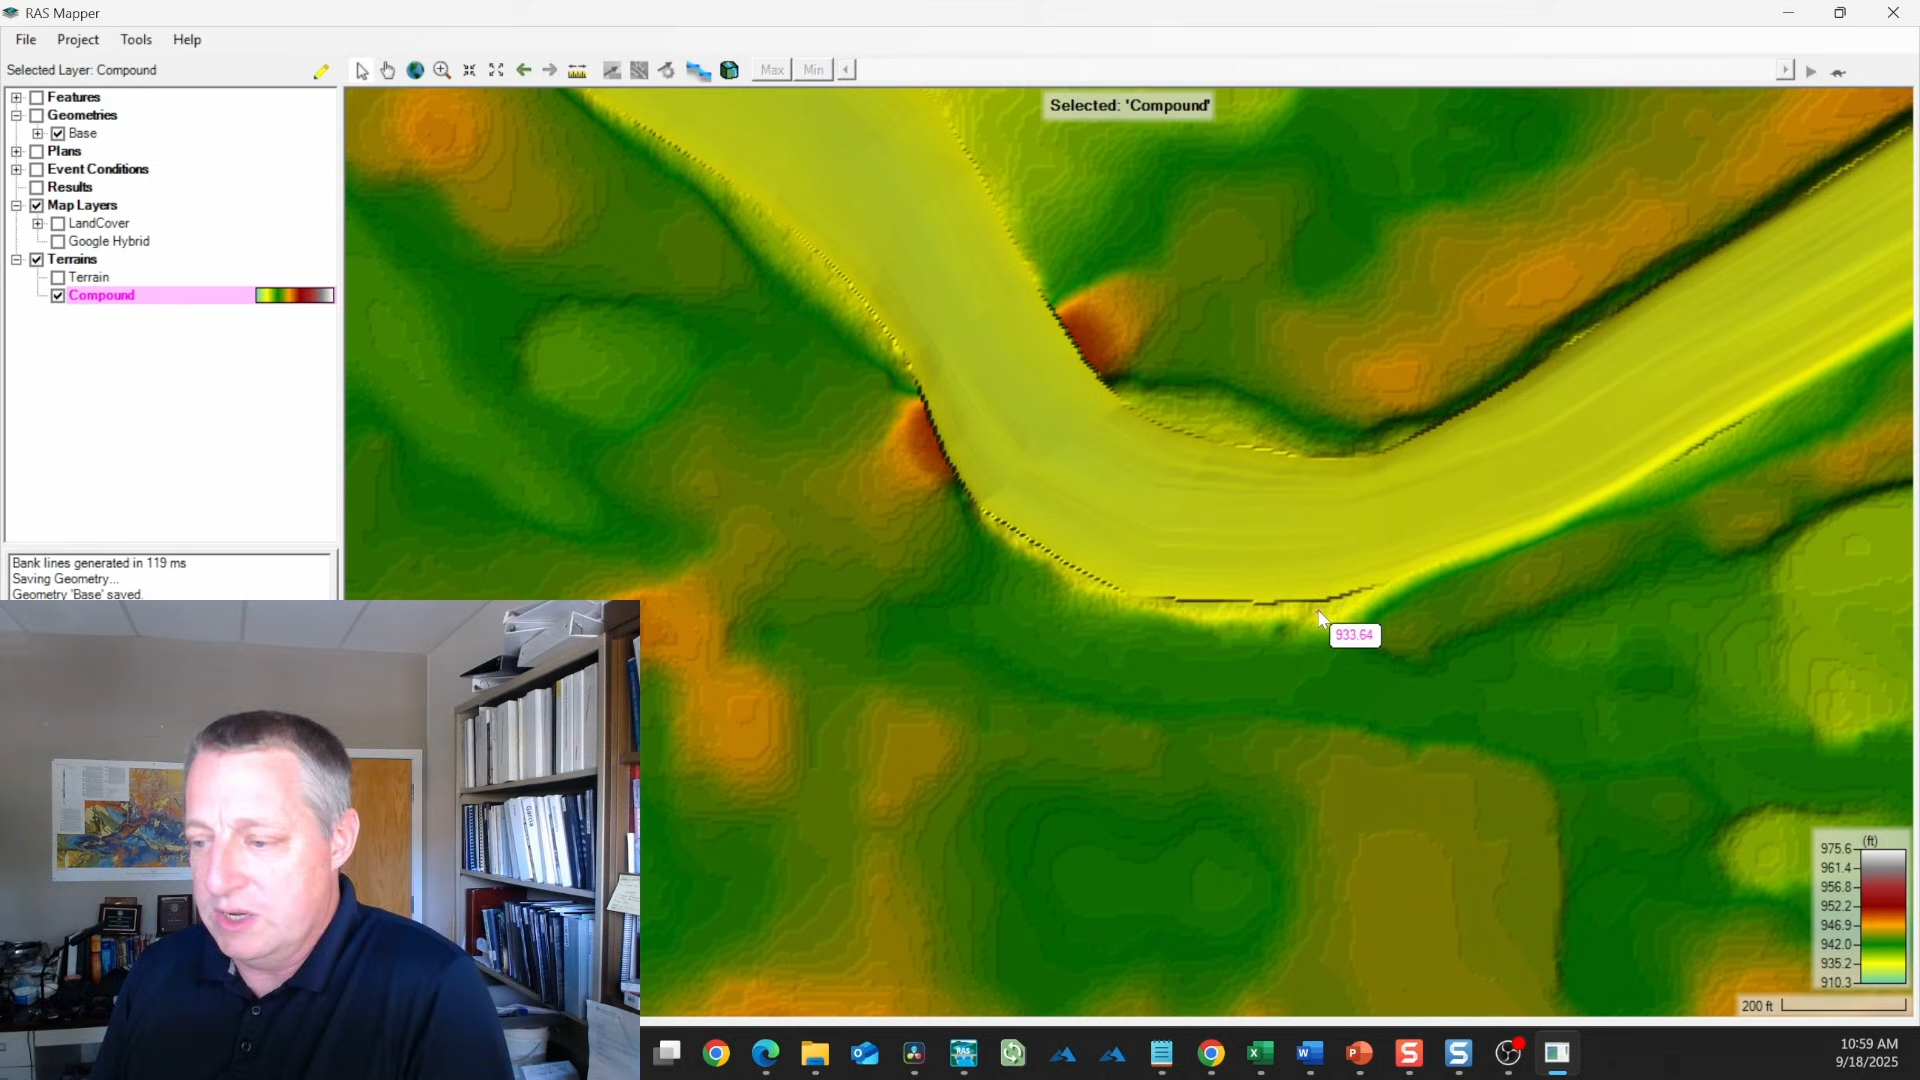 RAS Mapper
File Project Tools Help
Selected Layer: Compound
Max Min
Features
Geometries
Base
Plans
Event Conditions
Results
Map Layers
LandCover
Google Hybrid
Terrains
Terrain
Compound
Bank lines generated in 119 ms
Saving Geometry...
Geometry 'Base' saved.
Selected: 'Compound'
933.64
(ft)
975.6
961.4
956.8
952.2
946.9
942.0
935.2
910.3
200 ft
Garcia
RAS
10:59 AM
9/18/2025